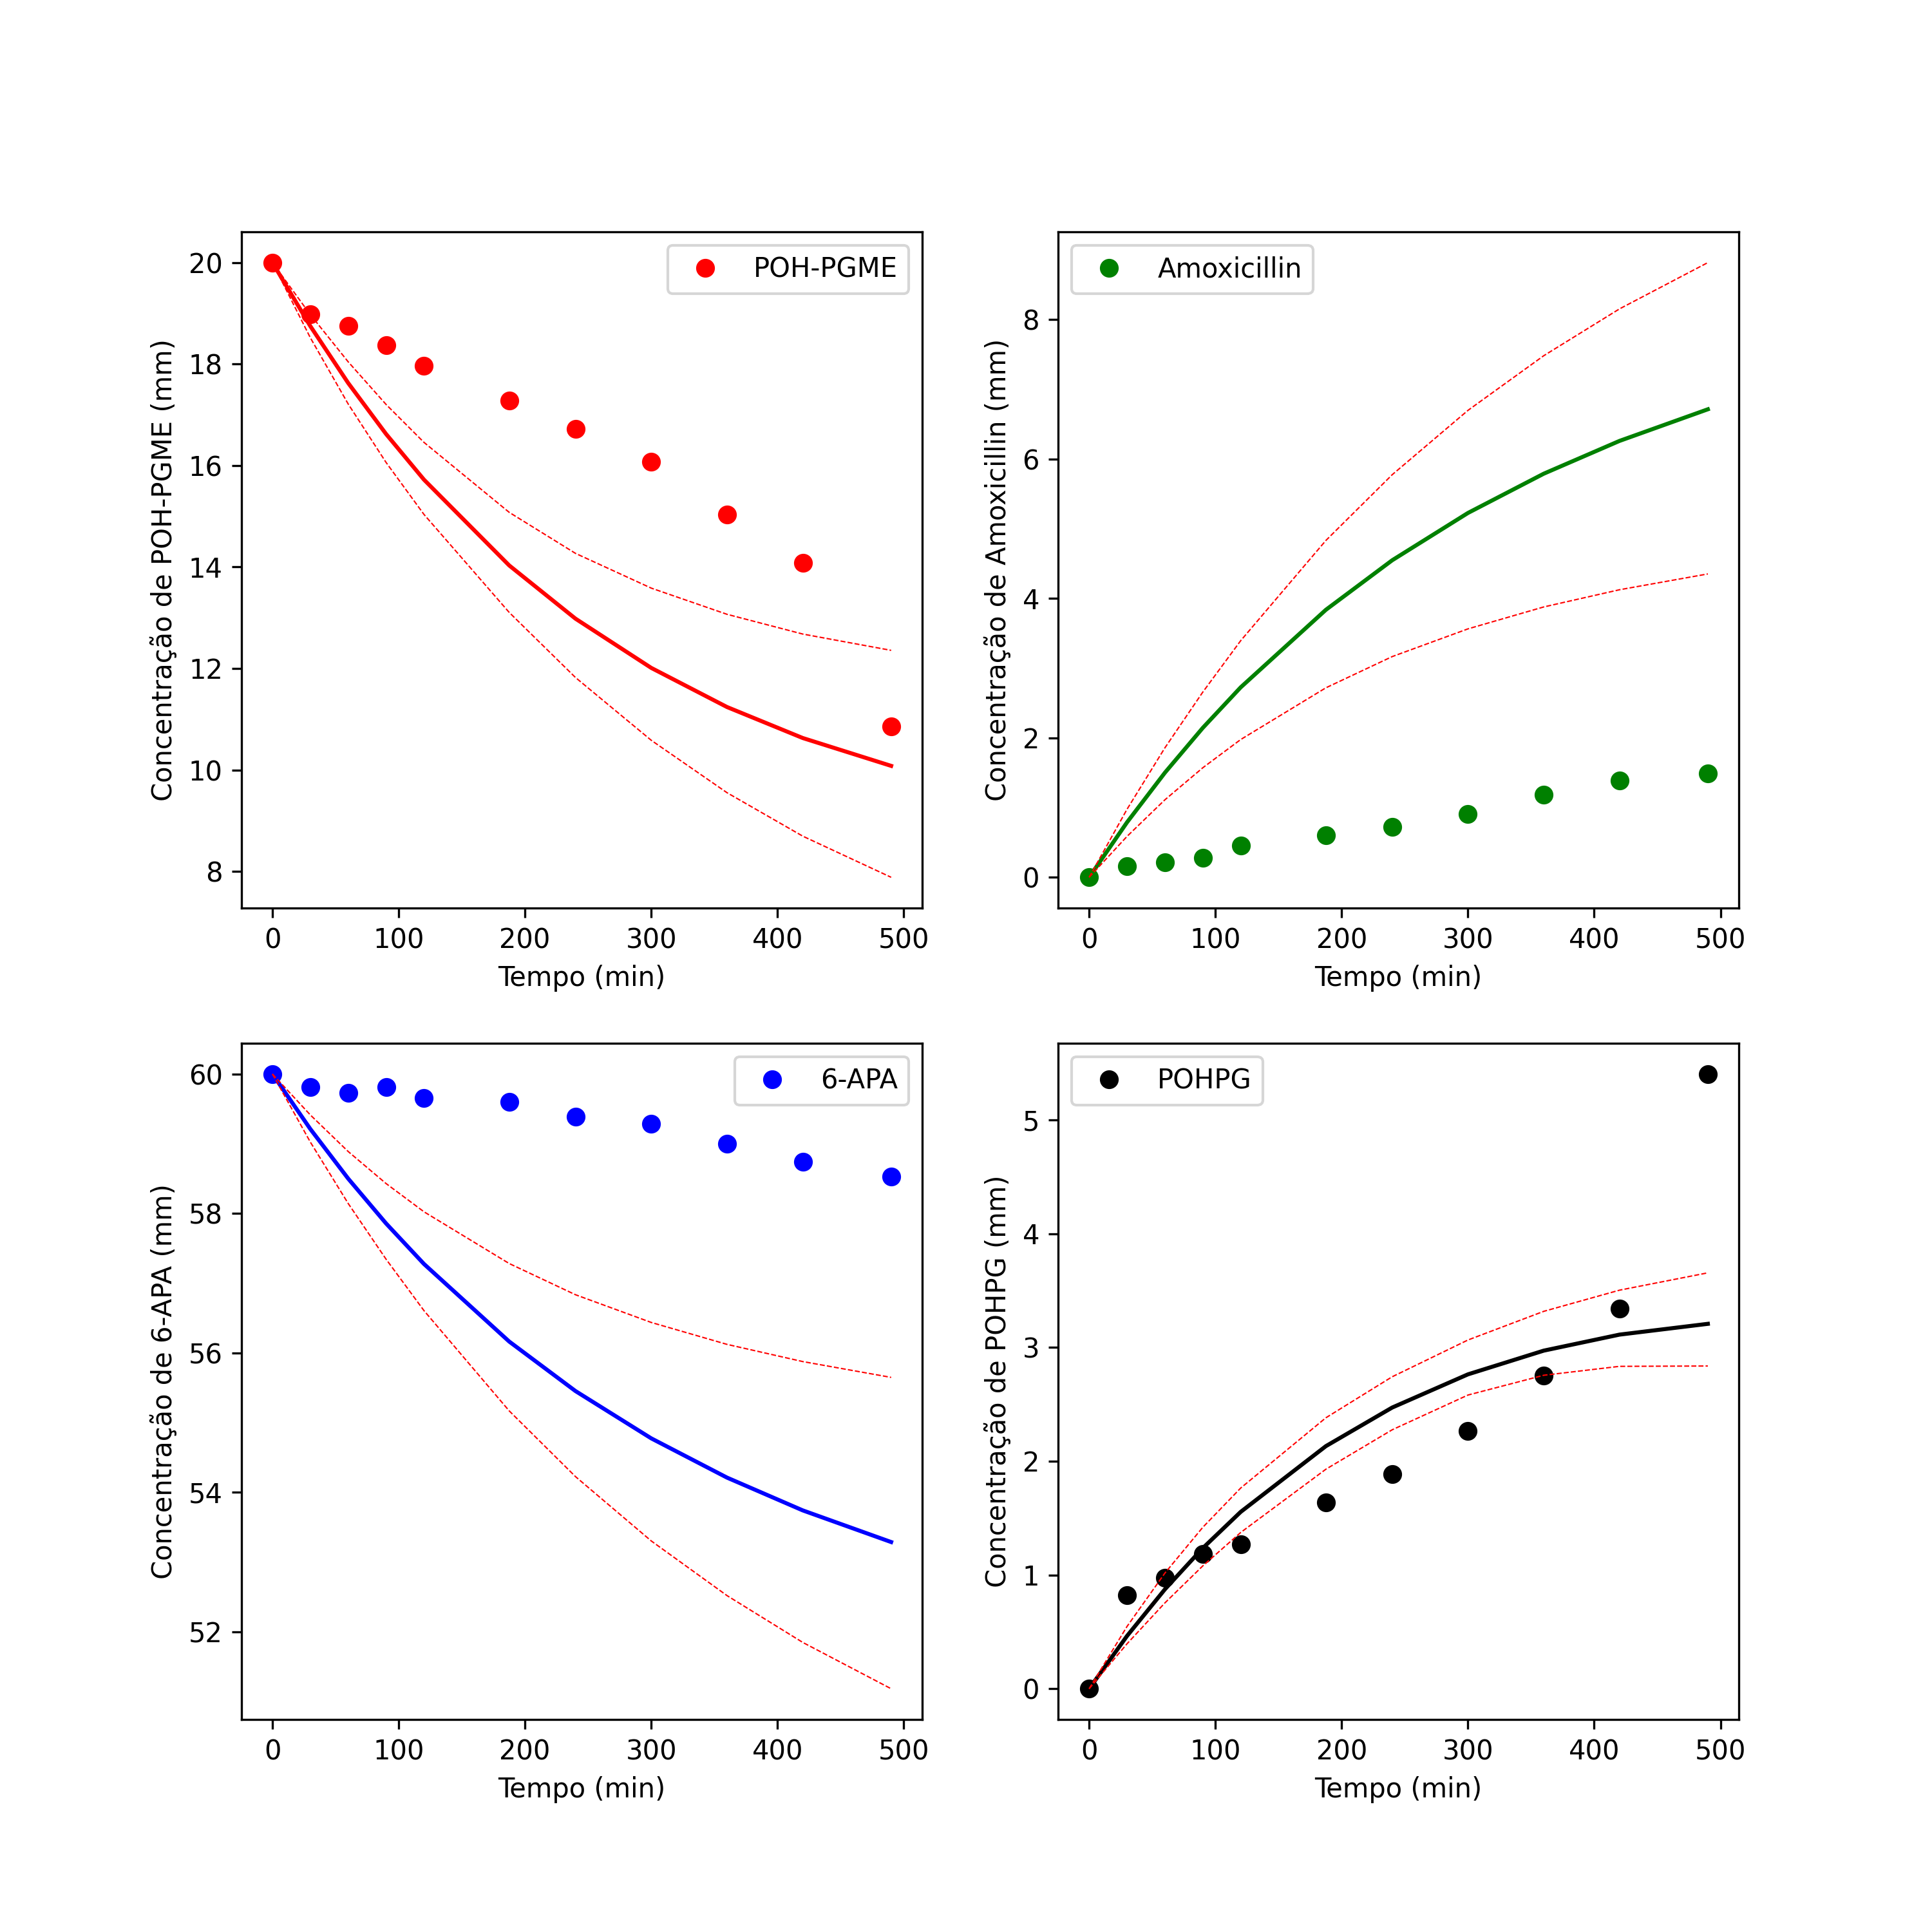 POH-PGME
Concentração de POH-PGME (mm)
20
18
16
14
12
10
8
0 100 200 300 400 500
Tempo (min)
Amoxicillin
Concentração de Amoxicillin (mm)
8
6
4
2
0
0 100 200 300 400 500
Tempo (min)
6-APA
Concentração de 6-APA (mm)
60
58
56
54
52
0 100 200 300 400 500
Tempo (min)
POHPG
Concentração de POHPG (mm)
5
4
3
2
1
0
0 100 200 300 400 500
Tempo (min)